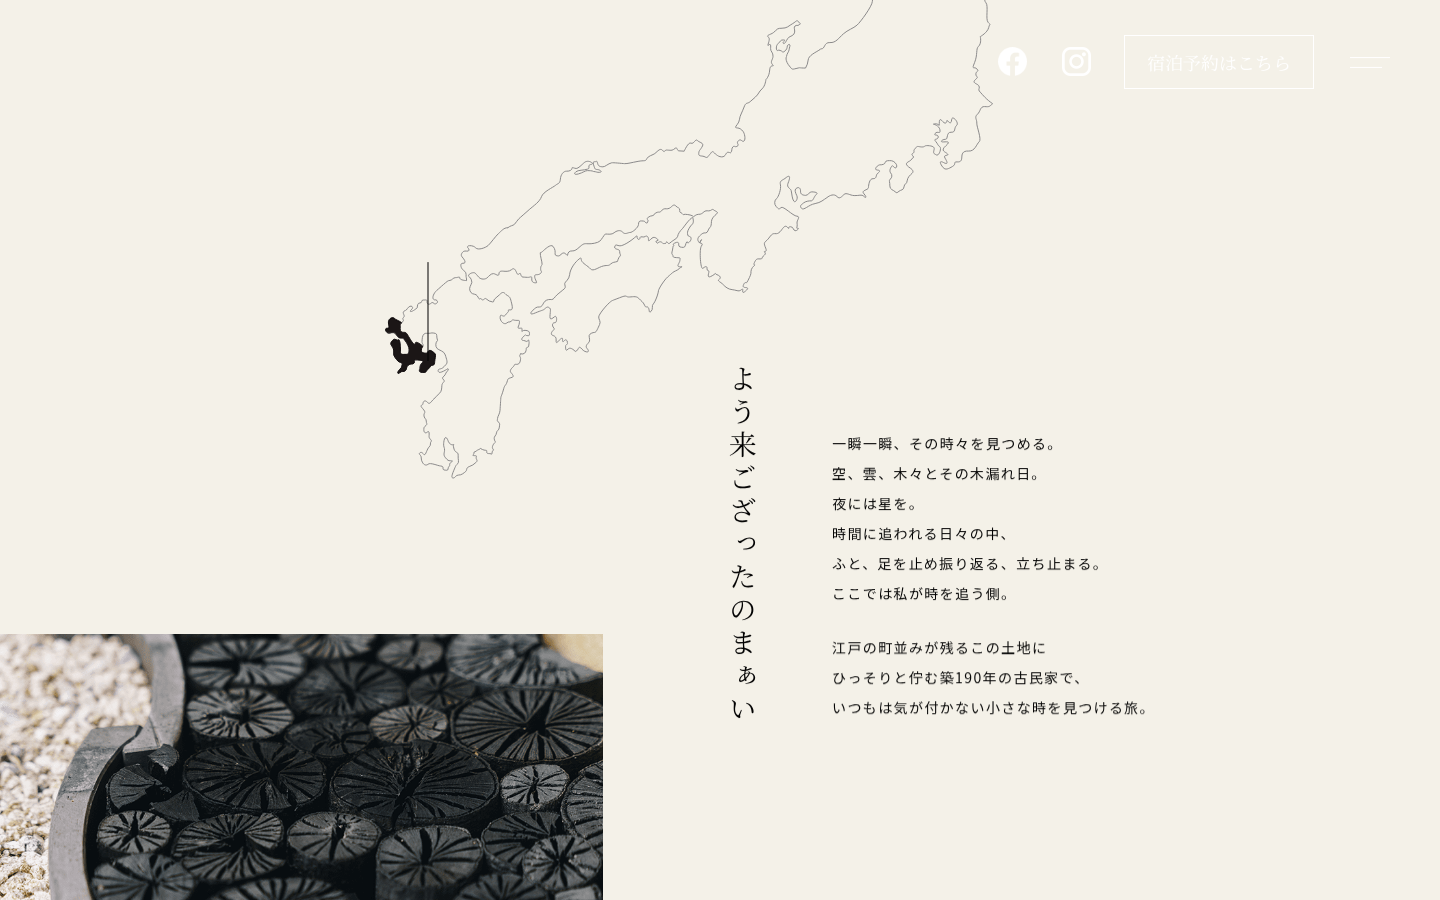 宿泊予約はこちら
よう来ござったのまぁい
一瞬一瞬、その時々を見つめる。
空、雲、木々とその木漏れ日。
夜には星を。
時間に追われる日々の中、
ふと、足を止め振り返る、立ち止まる。
ここでは私が時を追う側。
江戸の町並みが残るこの土地に
ひっそりと佇む築190年の古民家で、
いつもは気が付かない小さな時を見つける旅。